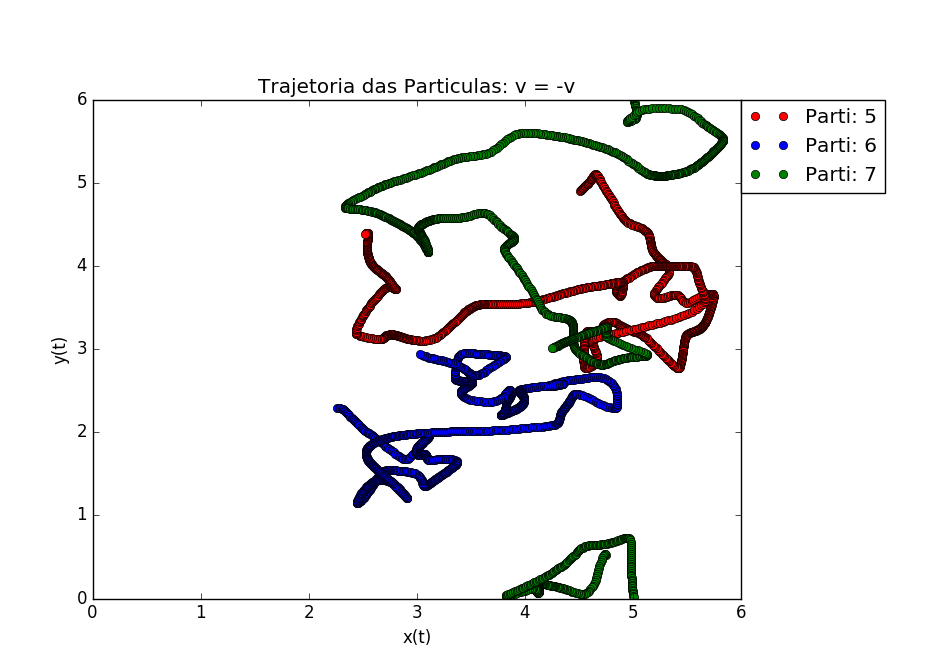 Trajetoria das Particulas: v = -v
6
5
4
3
2
1
0
y(t)
0 1 2 3 4 5 6
x(t)
Parti: 5
Parti: 6
Parti: 7